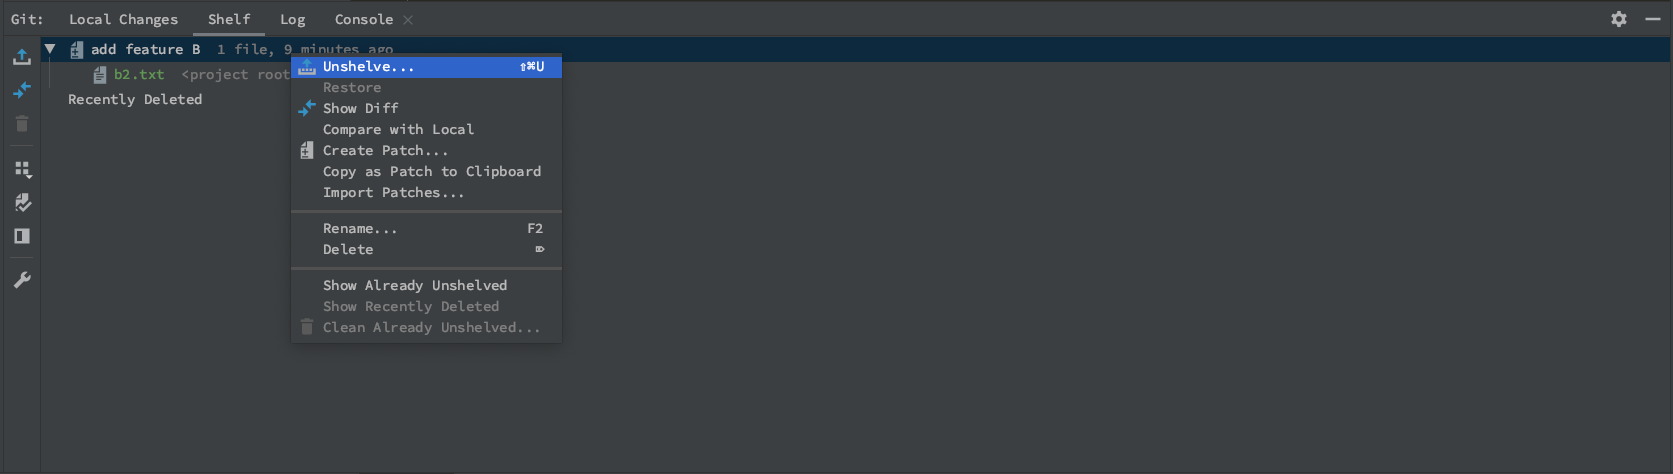 Git: Local Changes Shelf Log Console
add feature B 1 file, 9 minutes ago
b2.txt <project root
Recently Deleted
Unshelve... ⇧⌘U
Restore
Show Diff
Compare with Local
Create Patch...
Copy as Patch to Clipboard
Import Patches...
Rename... F2
Delete ⌦
Show Already Unshelved
Show Recently Deleted
Clean Already Unshelved...